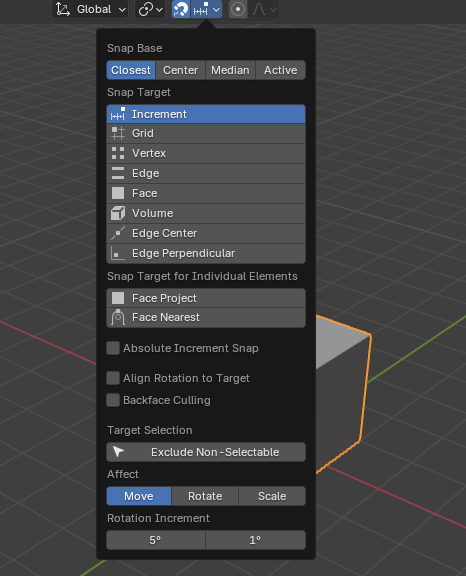 Global
Snap Base
Closest Center Median Active
Snap Target
Increment
Grid
Vertex
Edge
Face
Volume
Edge Center
Edge Perpendicular
Snap Target for Individual Elements
Face Project
Face Nearest
Absolute Increment Snap
Align Rotation to Target
Backface Culling
Target Selection
Exclude Non-Selectable
Affect
Move Rotate Scale
Rotation Increment
5° 1°